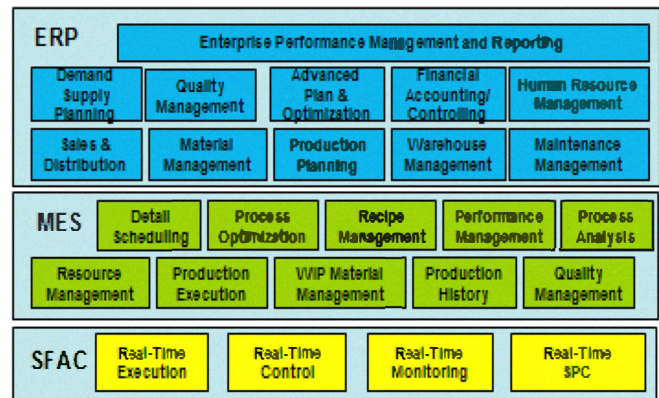 ERP
Enterprise Performance Management and Reporting
Demand
Supply
Planning
Quality
Management
Advanced
Plan &
Optimization
Financial
Accounting/
Controlling
Human Resource
Management
Sales &
Distribution
Material
Management
Production
Planning
Warehouse
Management
Maintenance
Management
MES
Detail
Scheduling
Process
Optimization
Recipe
Management
Performance
Management
Process
Analysis
Resource
Management
Production
Execution
WIP Material
Management
Production
History
Quality
Management
SFAC
Real-Time
Execution
Real-Time
Control
Real-Time
Monitoring
Real-Time
SPC